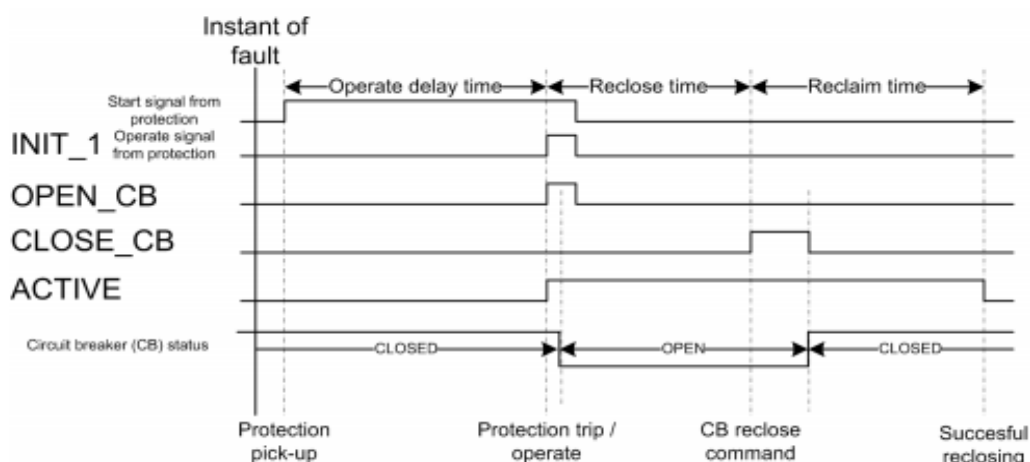 Instant of
fault
Operate delay time
Reclose time
Reclaim time
Start signal from
protection
INIT_1
Operate signal
from protection
OPEN_CB
CLOSE_CB
ACTIVE
Circuit breaker (CB) status
CLOSED
OPEN
CLOSED
Protection
pick-up
Protection trip /
operate
CB reclose
command
Succesful
reclosing